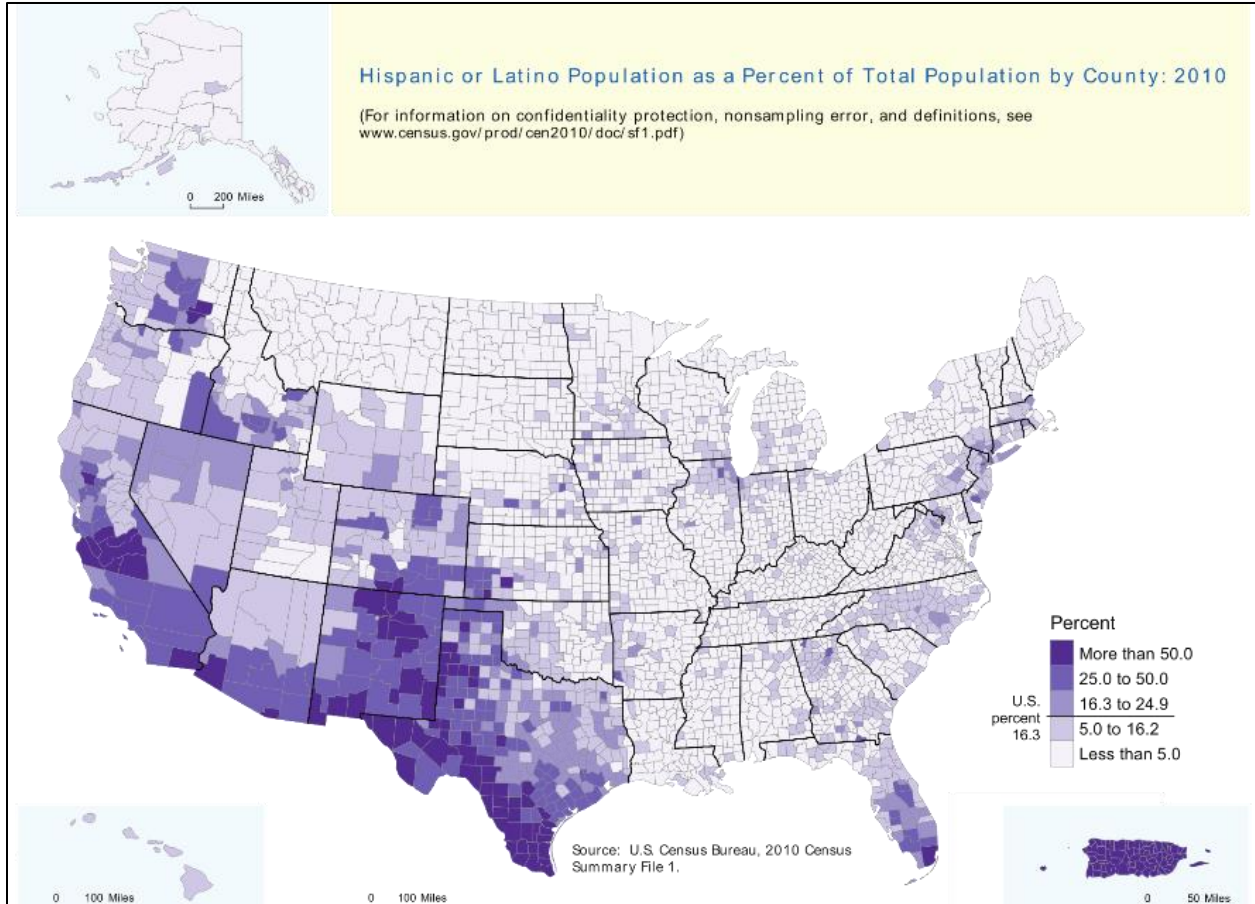 Hispanic or Latino Population as a Percent of Total Population by County: 2010
(For information on confidentiality protection, nonsampling error, and definitions, see
www.census.gov/prod/cen2010/doc/sf1.pdf)
0 200 Miles
Percent
More than 50.0
25.0 to 50.0
16.3 to 24.9
U.S.
percent
16.3
5.0 to 16.2
Less than 5.0
Source: U.S. Census Bureau, 2010 Census
Summary File 1.
0 100 Miles
0 100 Miles
0 50 Miles